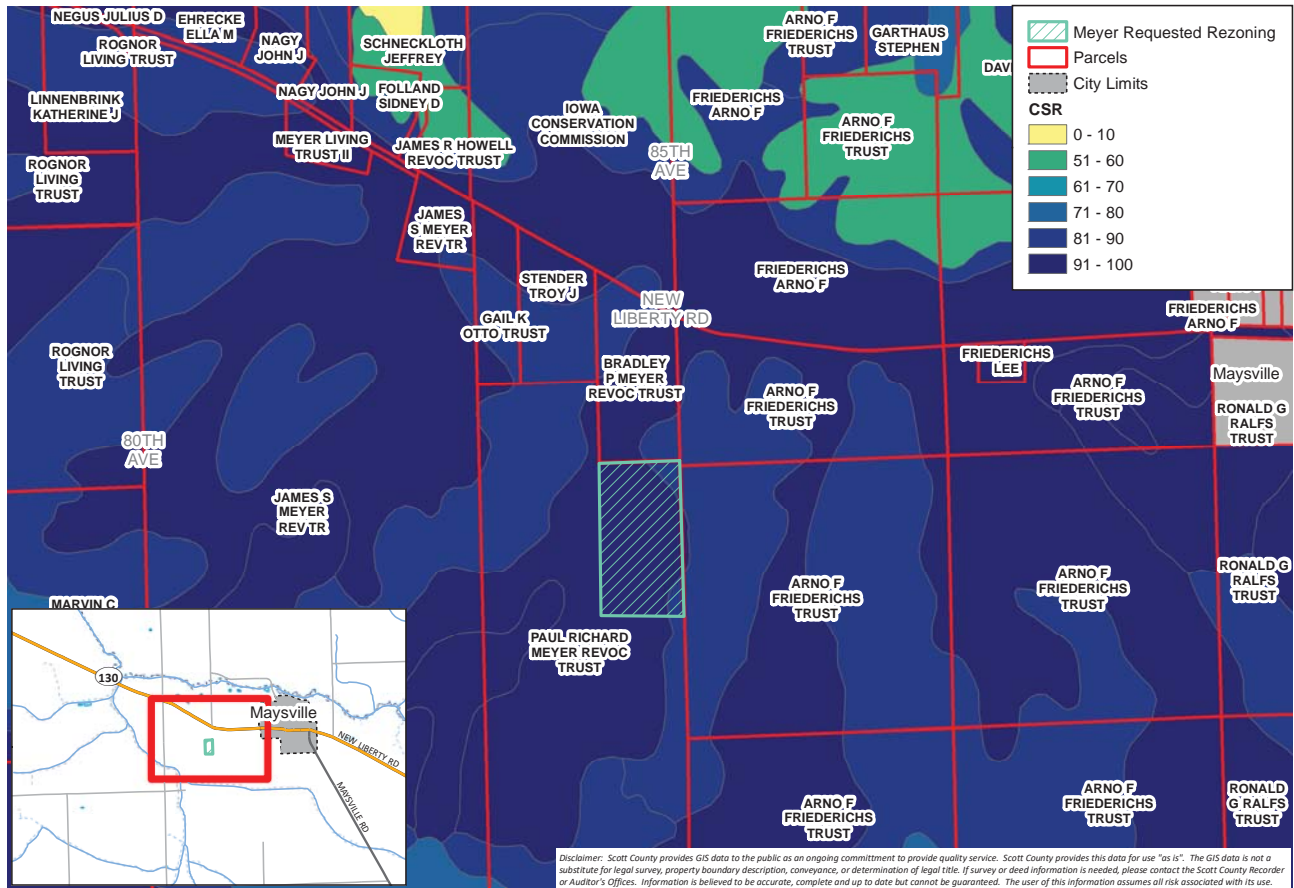 NEGUS JULIUS D
EHRECKE
ELLA M
ROGNOR
LIVING TRUST
NAGY
JOHN J
SCHNECKLOTH
JEFFREY
ARNO F
FRIEDERICHS
TRUST
GARTHAUS
STEPHEN
DAVI
LINNENBRINK
KATHERINE J
NAGY JOHN J
FOLLAND
SIDNEY D
IOWA
CONSERVATION
COMMISSION
FRIEDERICHS
ARNO F
ARNO F
FRIEDERICHS
TRUST
MEYER LIVING
TRUST II
JAMES R HOWELL
REVOC TRUST
85TH
AVE
ROGNOR
LIVING
TRUST
JAMES
S MEYER
REV TR
FRIEDERICHS
ARNO F
STENDER
TROY J
NEW
LIBERTY RD
GAIL K
OTTO TRUST
FRIEDERICHS
ARNO F
ROGNOR
LIVING
TRUST
BRADLEY
P MEYER
REVOC TRUST
FRIEDERICHS
LEE
ARNO F
FRIEDERICHS
TRUST
ARNO F
FRIEDERICHS
TRUST
Maysville
RONALD G
RALFS
TRUST
80TH
AVE
JAMES S
MEYER
REV TR
ARNO F
FRIEDERICHS
TRUST
ARNO F
FRIEDERICHS
TRUST
RONALD G
RALFS
TRUST
MARVIN C
PAUL RICHARD
MEYER REVOC
TRUST
ARNO F
FRIEDERICHS
TRUST
ARNO F
FRIEDERICHS
TRUST
RONALD
G RALFS
TRUST
Meyer Requested Rezoning
Parcels
City Limits
CSR
0 - 10
51 - 60
61 - 70
71 - 80
81 - 90
91 - 100
130
Maysville
NEW LIBERTY RD
MAYSVILLE RD
Disclaimer: Scott County provides GIS data to the public as an ongoing committment to provide quality service. Scott County provides this data for use "as is". The GIS data is not a
substitute for legal survey, property boundary description, conveyance, or determination of legal title. If survey or deed information is needed, please contact the Scott County Recorder
or Auditor's Offices. Information is believed to be accurate, complete and up to date but cannot be guaranteed. The user of this information assumes all risk associated with its use.